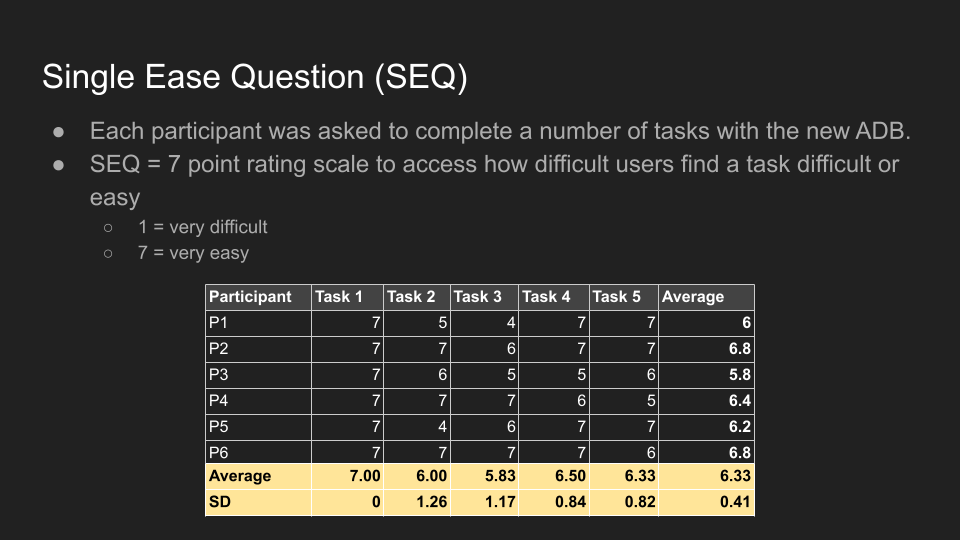 Single Ease Question (SEQ)
● Each participant was asked to complete a number of tasks with the new ADB.
● SEQ = 7 point rating scale to access how difficult users find a task difficult or
easy
○ 1 = very difficult
○ 7 = very easy
Participant Task 1 Task 2 Task 3 Task 4 Task 5 Average
P1 7 5 4 7 7 6
P2 7 7 6 7 7 6.8
P3 7 6 5 5 6 5.8
P4 7 7 7 6 5 6.4
P5 7 4 6 7 7 6.2
P6 7 7 7 7 6 6.8
Average 7.00 6.00 5.83 6.50 6.33 6.33
SD 0 1.26 1.17 0.84 0.82 0.41